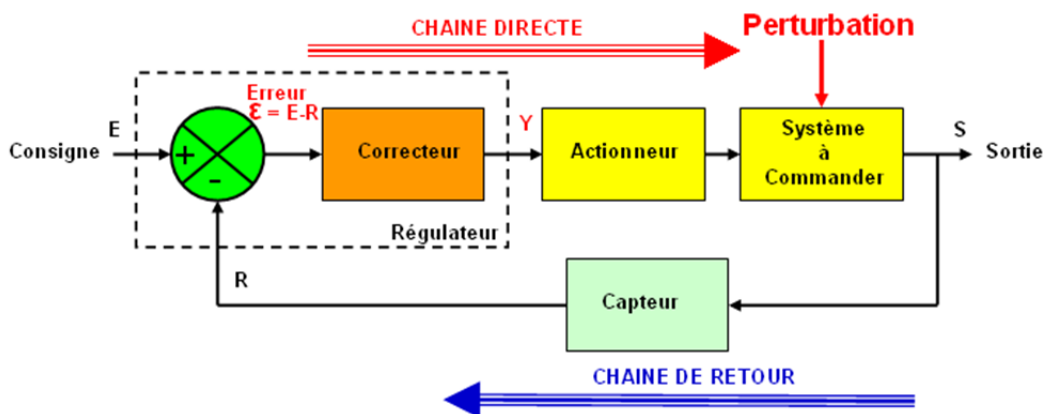 CHAINE DIRECTE
Perturbation
Erreur
ε = E-R
E
Consigne
+
-
Correcteur
Y
Actionneur
Système
à
Commander
S
Sortie
Régulateur
R
Capteur
CHAINE DE RETOUR